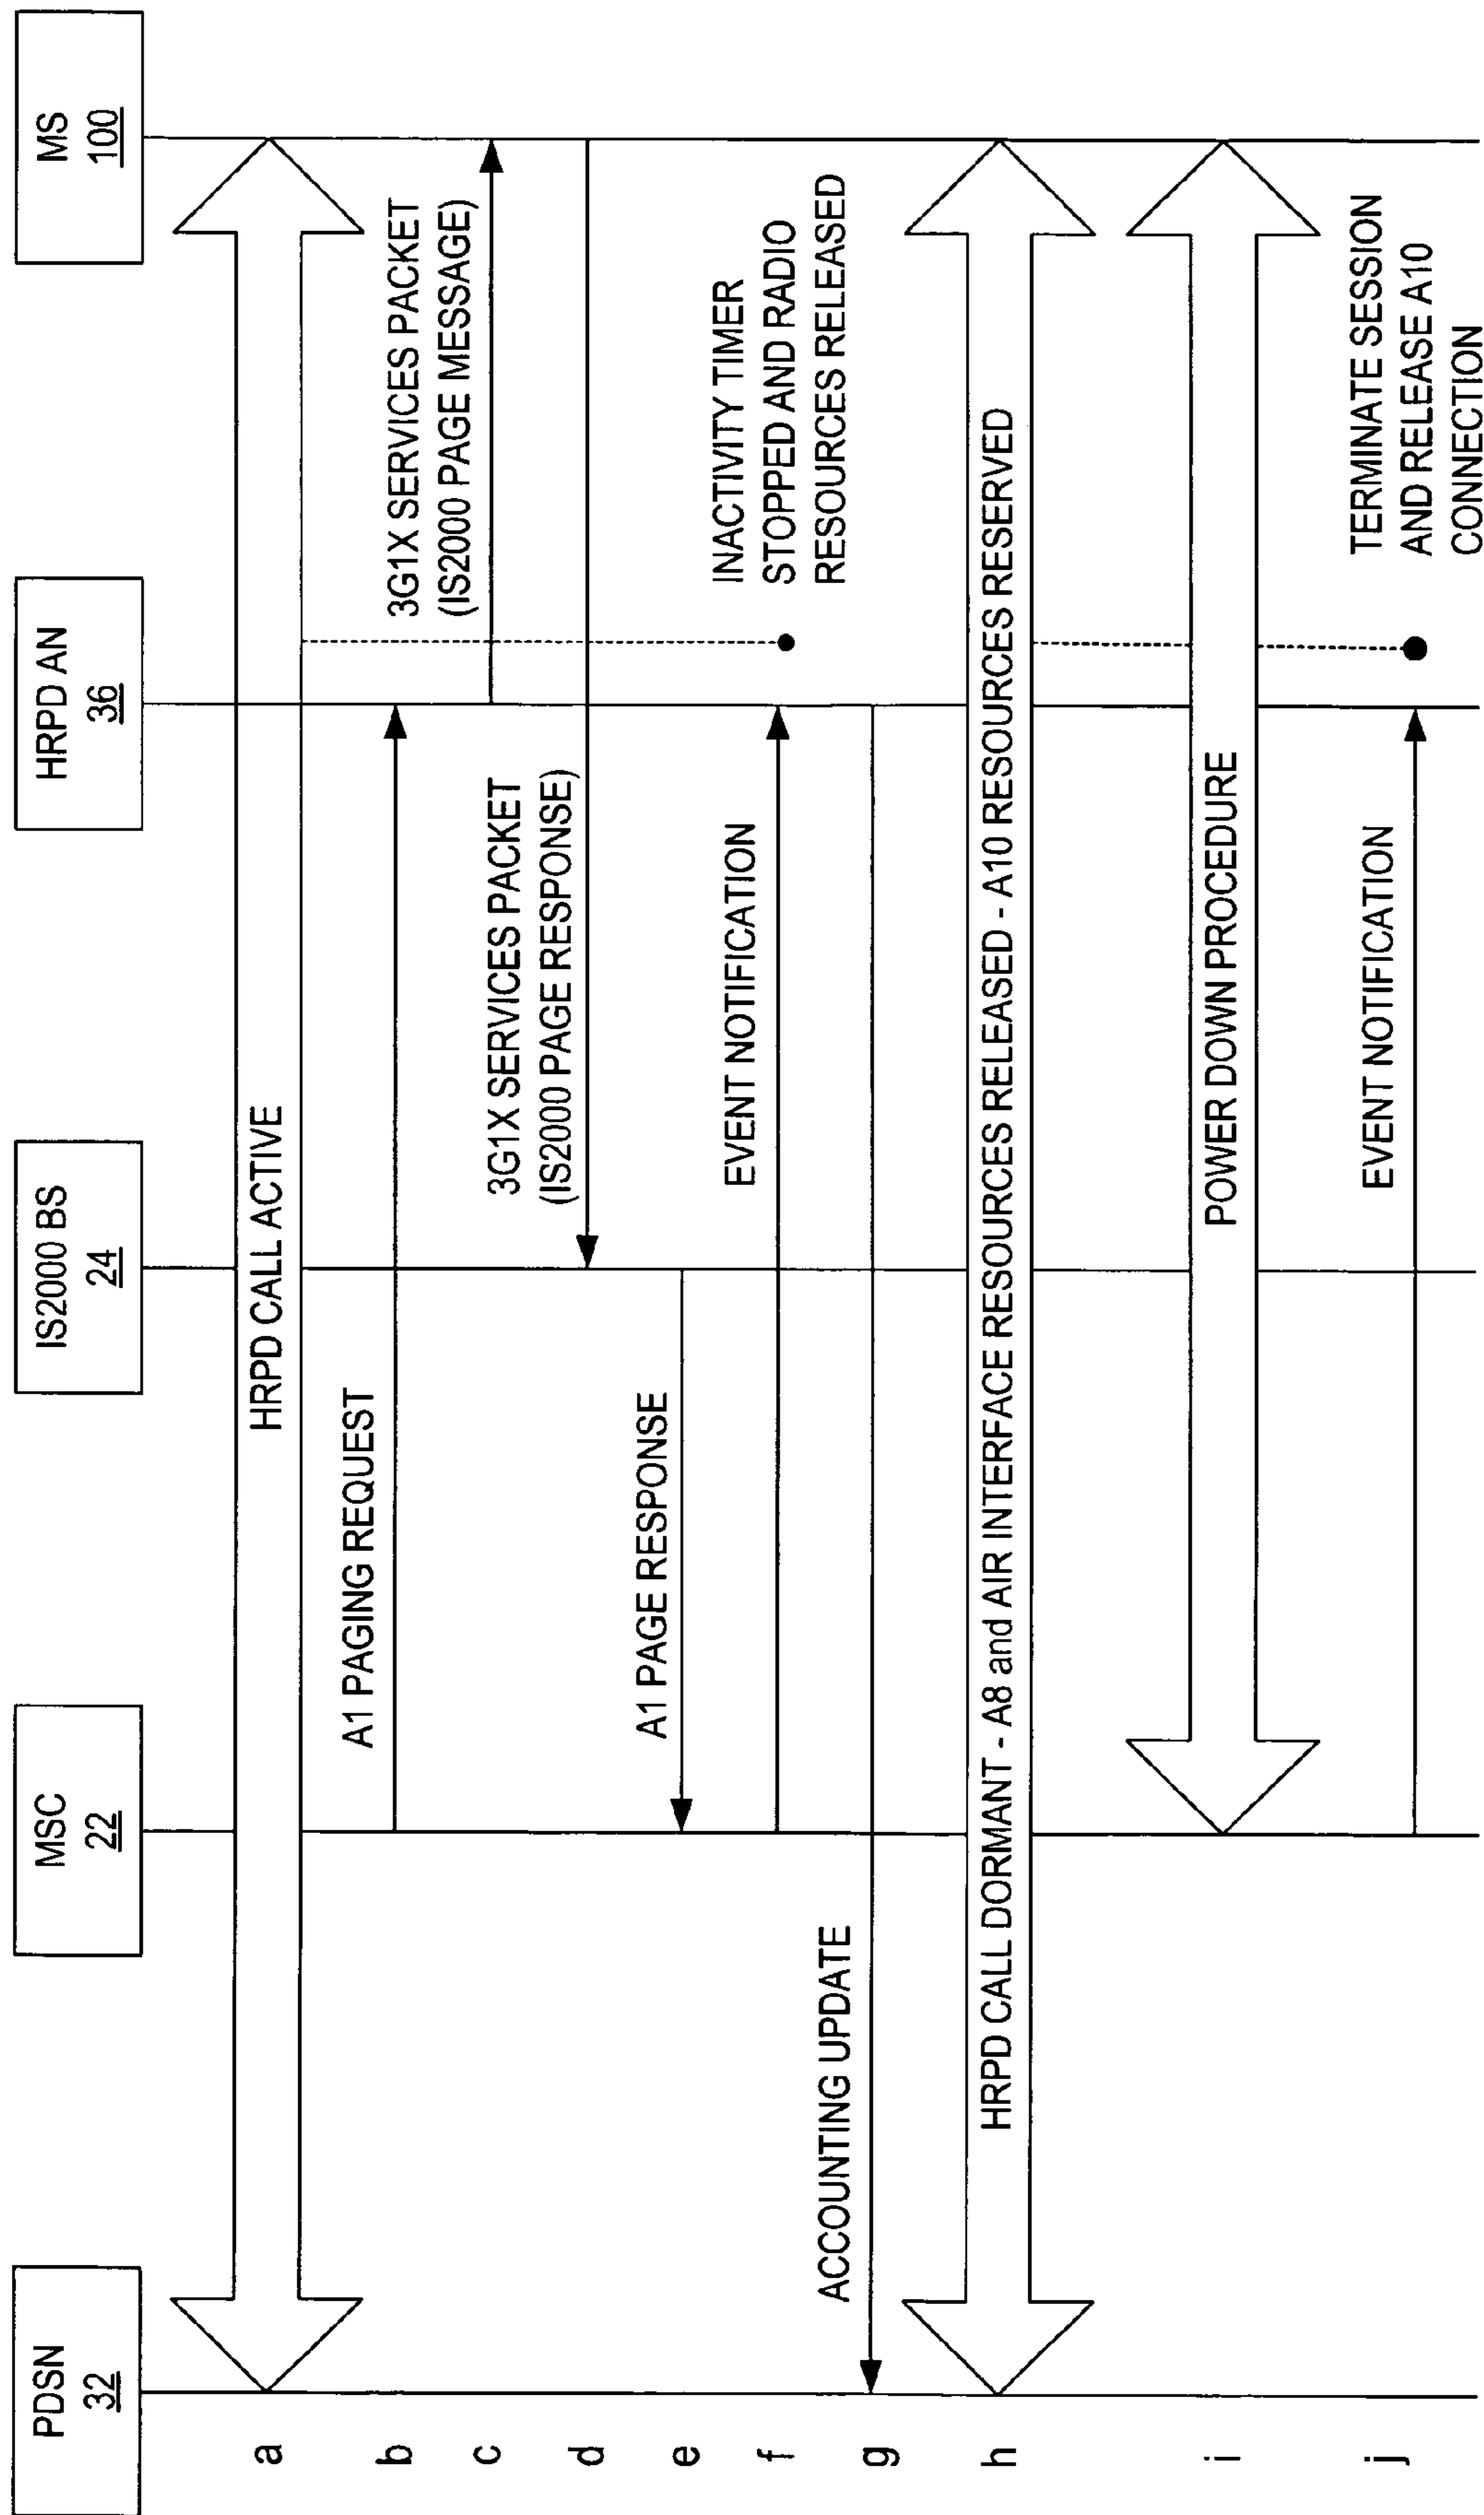 PDSN
32
MSC
22
IS2000 BS
24
HRPD AN
36
MS
100
a
HRPD CALL ACTIVE
b
A1 PAGING REQUEST
c
3G1X SERVICES PACKET
(IS2000 PAGE MESSAGE)
d
3G1X SERVICES PACKET
(IS2000 PAGE RESPONSE)
e
A1 PAGE RESPONSE
f
EVENT NOTIFICATION
INACTIVITY TIMER
STOPPED AND RADIO
RESOURCES RELEASED
g
ACCOUNTING UPDATE
h
HRPD CALL DORMANT - A8 and AIR INTERFACE RESOURCES RELEASED - A10 RESOURCES RESERVED
i
POWER DOWN PROCEDURE
j
EVENT NOTIFICATION
TERMINATE SESSION
AND RELEASE A10
CONNECTION